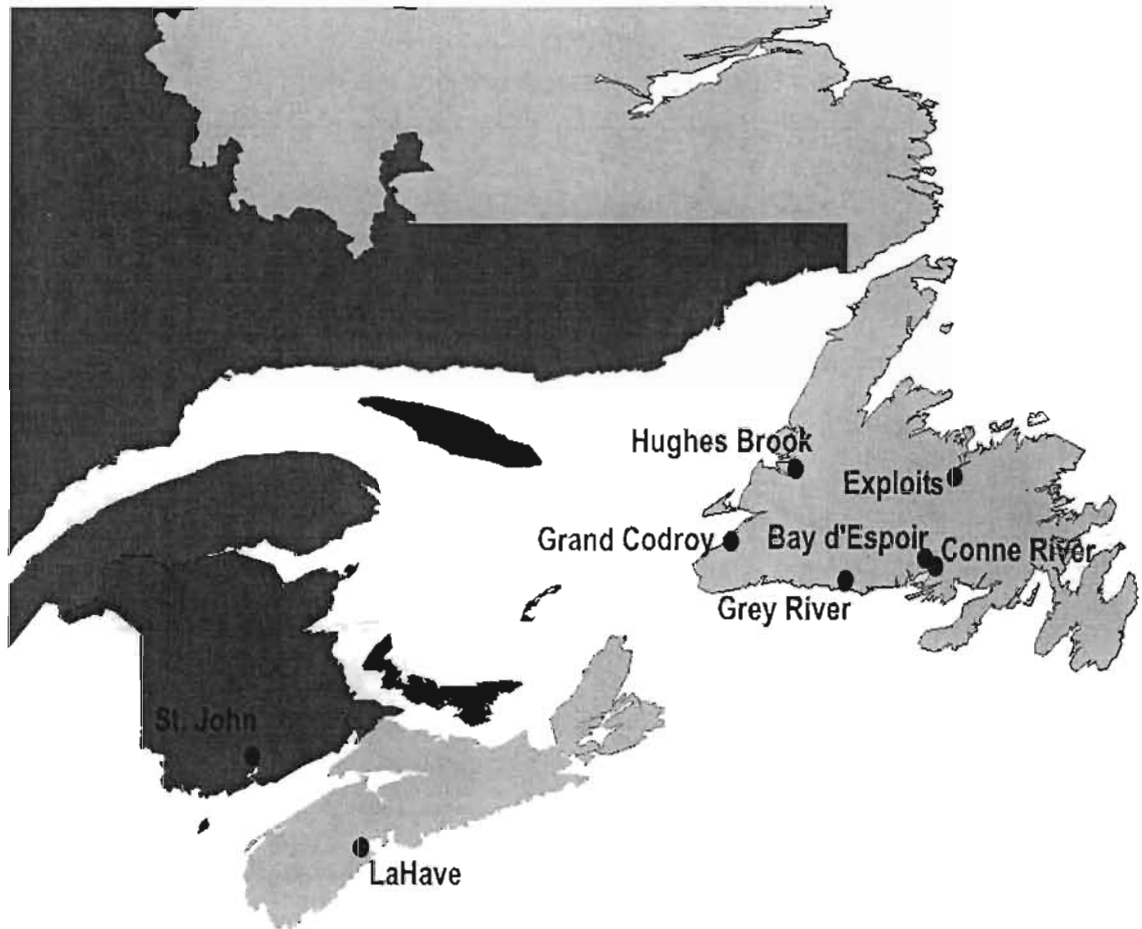 Hughes Brook
Exploits
Grand Codroy
Bay d'Espoir
Conne River
Grey River
St. John
LaHave